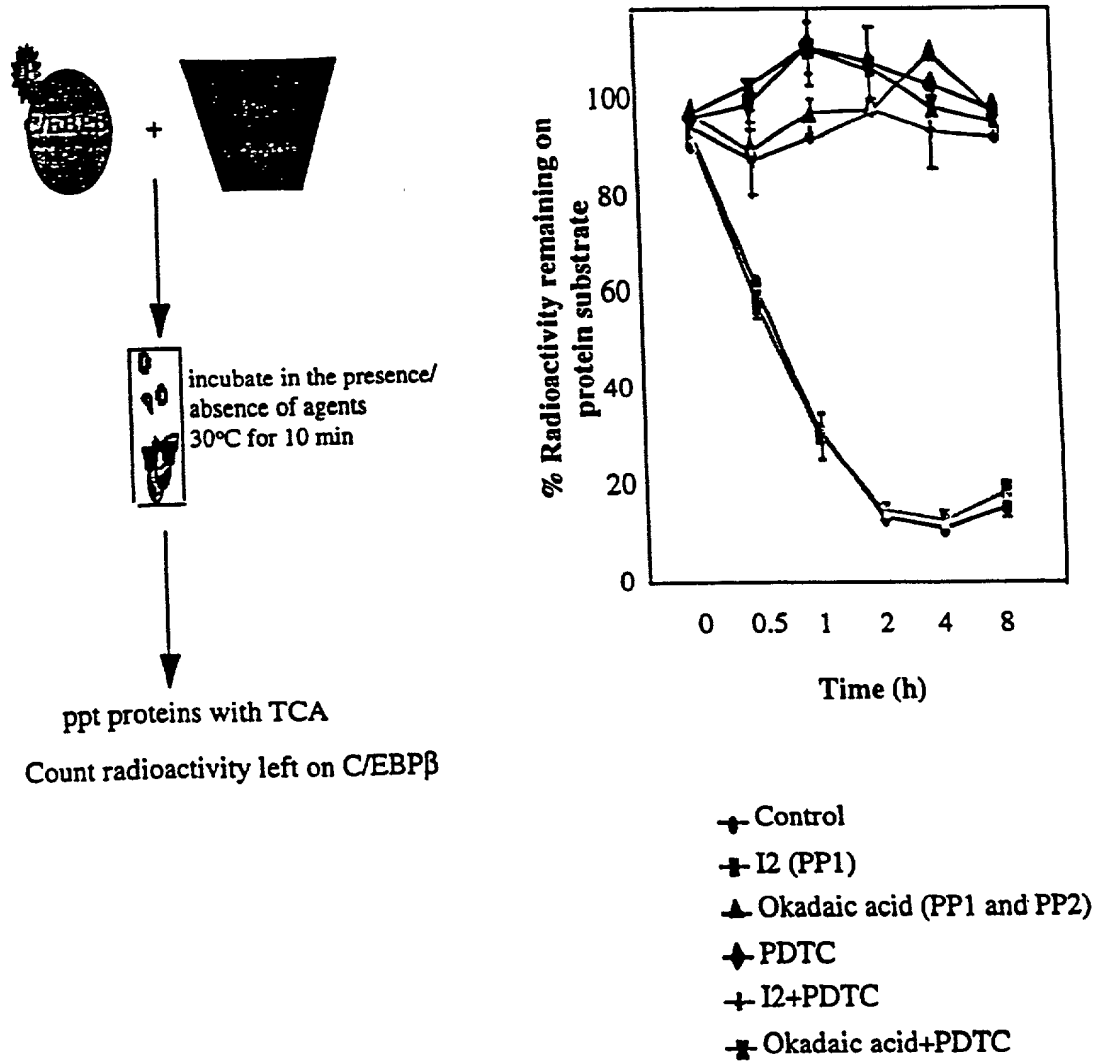 C/EBPβ
+
incubate in the presence/
absence of agents
30°C for 10 min
ppt proteins with TCA
Count radioactivity left on C/EBPβ
% Radioactivity remaining on
protein substrate
100
80
60
40
20
0
0 0.5 1 2 4 8
Time (h)
Control
I2 (PP1)
Okadaic acid (PP1 and PP2)
PDTC
I2+PDTC
Okadaic acid+PDTC